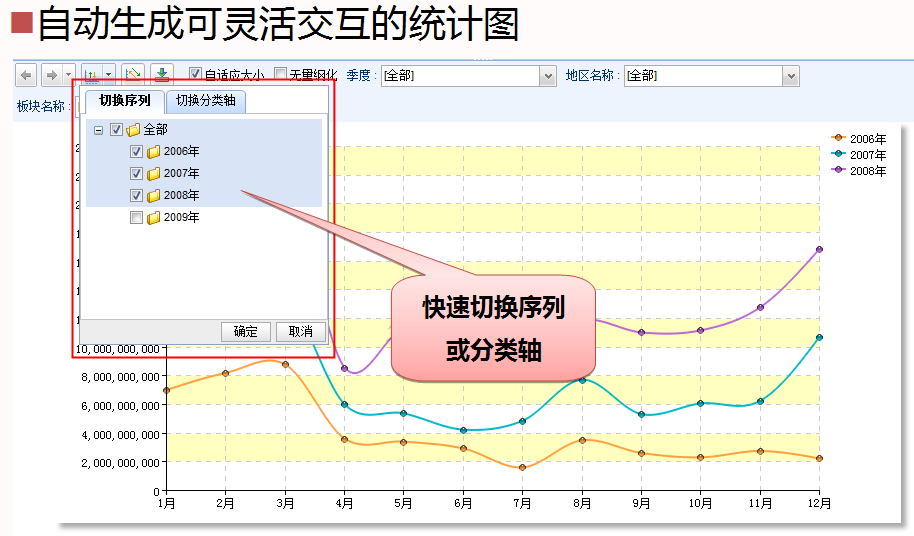 自动生成可灵活交互的统计图
自适应大小 无量纲化 季度: [全部] 地区名称: [全部]
板块名称:
切换序列 切换分类轴
全部
2006年
2007年
2008年
2009年
确定 取消
2006年
2007年
2008年
快速切换序列
或分类轴
10,000,000,000
8,000,000,000
6,000,000,000
4,000,000,000
2,000,000,000
0
1月 2月 3月 4月 5月 6月 7月 8月 9月 10月 11月 12月